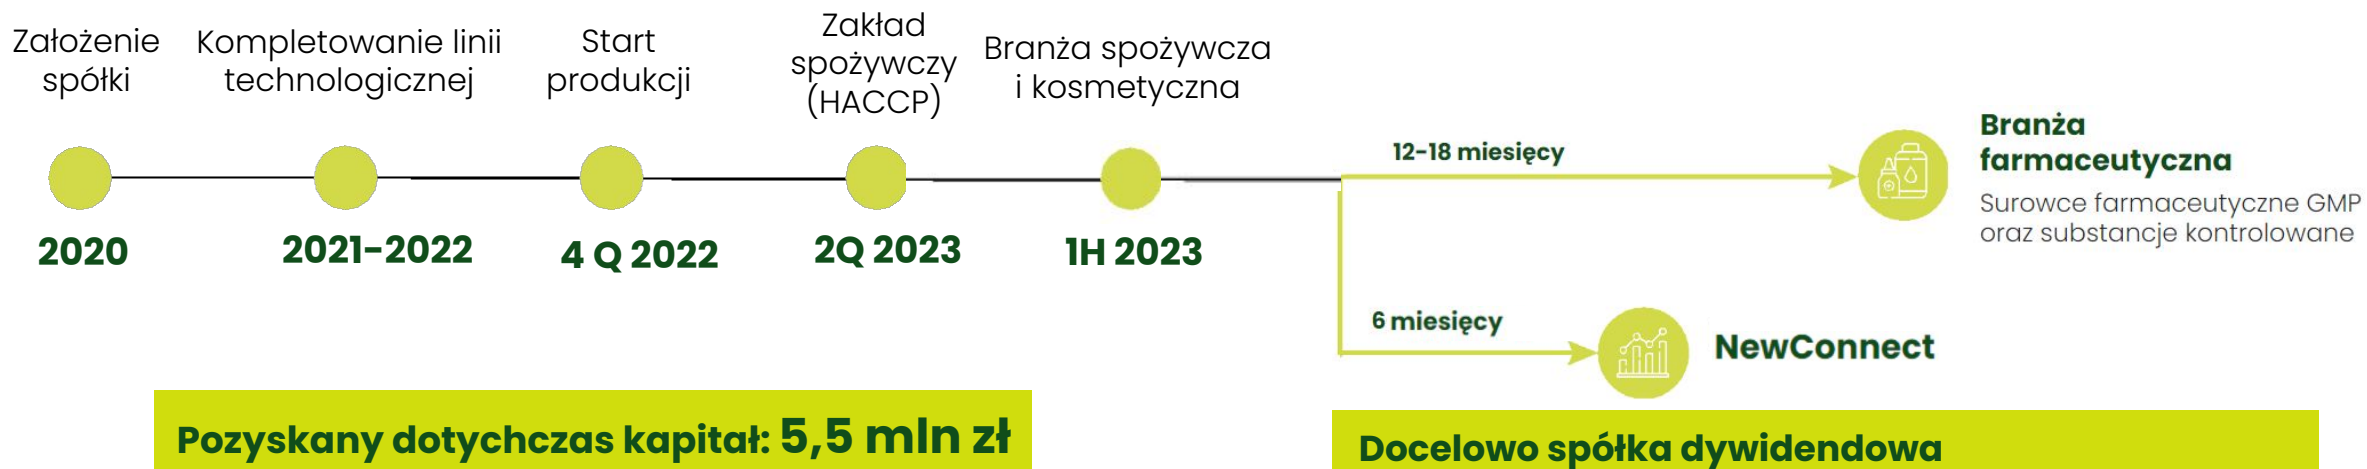 Założenie
spółki
2020
Kompletowanie linii
technologicznej
2021-2022
Start
produkcji
4 Q 2022
Zakład
spożywczy
(HACCP)
2Q 2023
Branża spożywcza
i kosmetyczna
1H 2023
12-18 miesięcy
Branża
farmaceutyczna
Surowce farmaceutyczne GMP
oraz substancje kontrolowane
6 miesięcy
NewConnect
Pozyskany dotychczas kapitał: 5,5 mln zł
Docelowo spółka dywidendowa